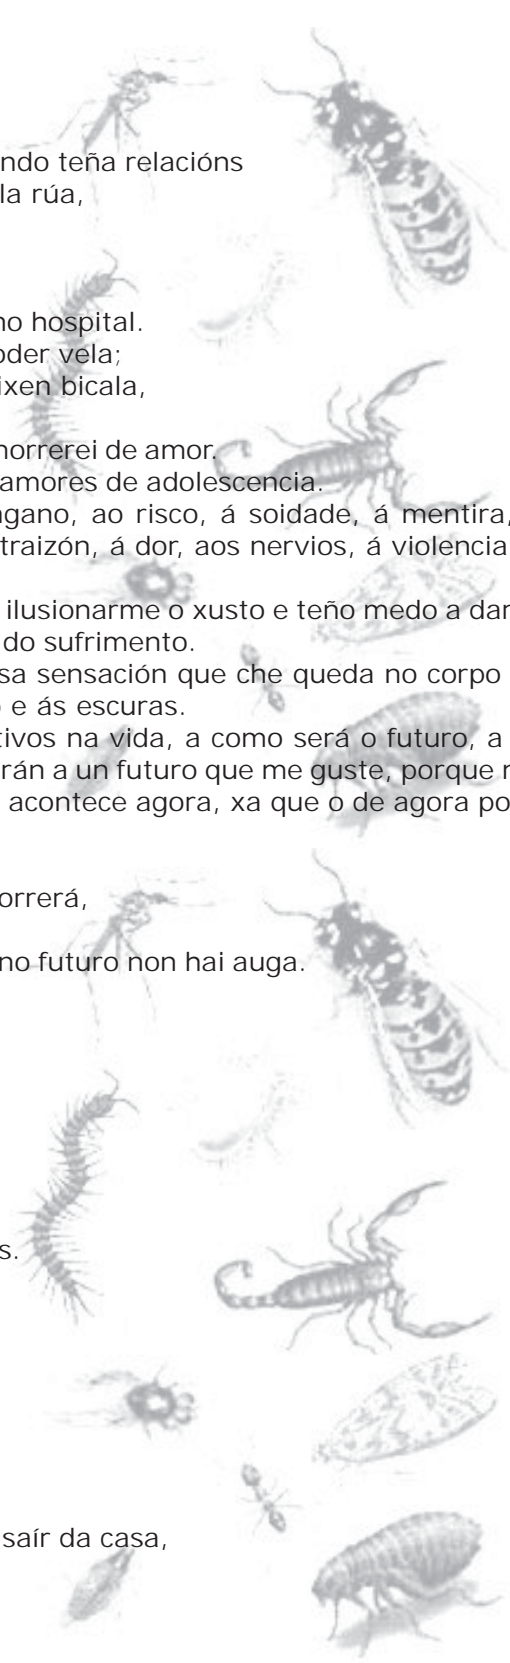 ndo teña relacións
la rúa,
no hospital.
oder vela;
ixen bicala,
morrerei de amor.
amores de adolescencia.
ngano, ao risco, á soidade, á mentira,
traizón, á dor, aos nervios, á violencia
ilusionarme o xusto e teño medo a dar
do sufrimento.
sa sensación que che queda no corpo
e ás escuras.
tivos na vida, a como será o futuro, a
rán a un futuro que me guste, porque n
acontece agora, xa que o de agora po
orrerá,
no futuro non hai auga.
s.
saír da casa,